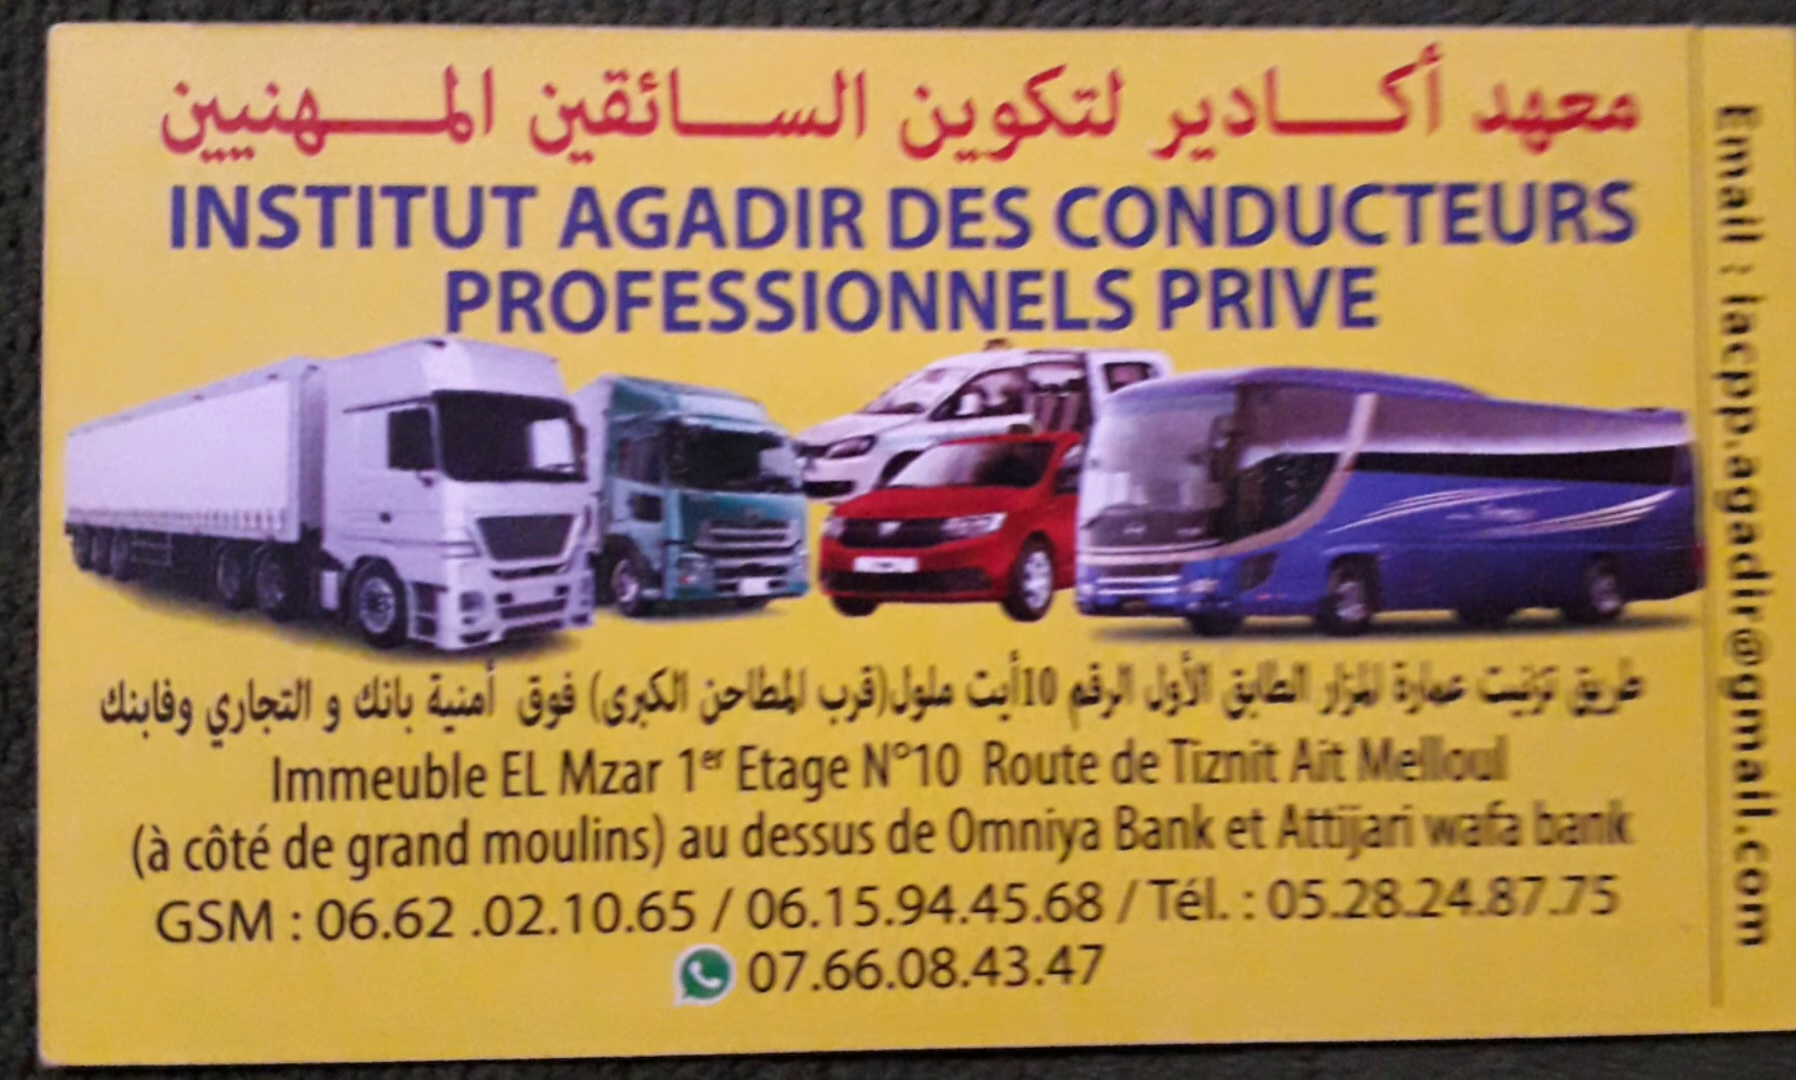 معهد أكادير لتكوين السائقين المهنيين
INSTITUT AGADIR DES CONDUCTEURS
PROFESSIONNELS PRIVE
طريق تزنيت عمارة المزار الطابق الأول الرقم 10أيت ملول(قرب المطاحن الكبرى) فوق أمنية بانك و التجاري وفابنك
Immeuble EL Mzar 1er Etage N°10 Route de Tiznit Ait Melloul
(à côté de grand moulins) au dessus de Omniya Bank et Attijari wafa bank
GSM : 06.62 .02.10.65 / 06.15.94.45.68 / Tél. : 05.28.24.87.75
07.66.08.43.47
Email : iacpp.agadir@gmail.com